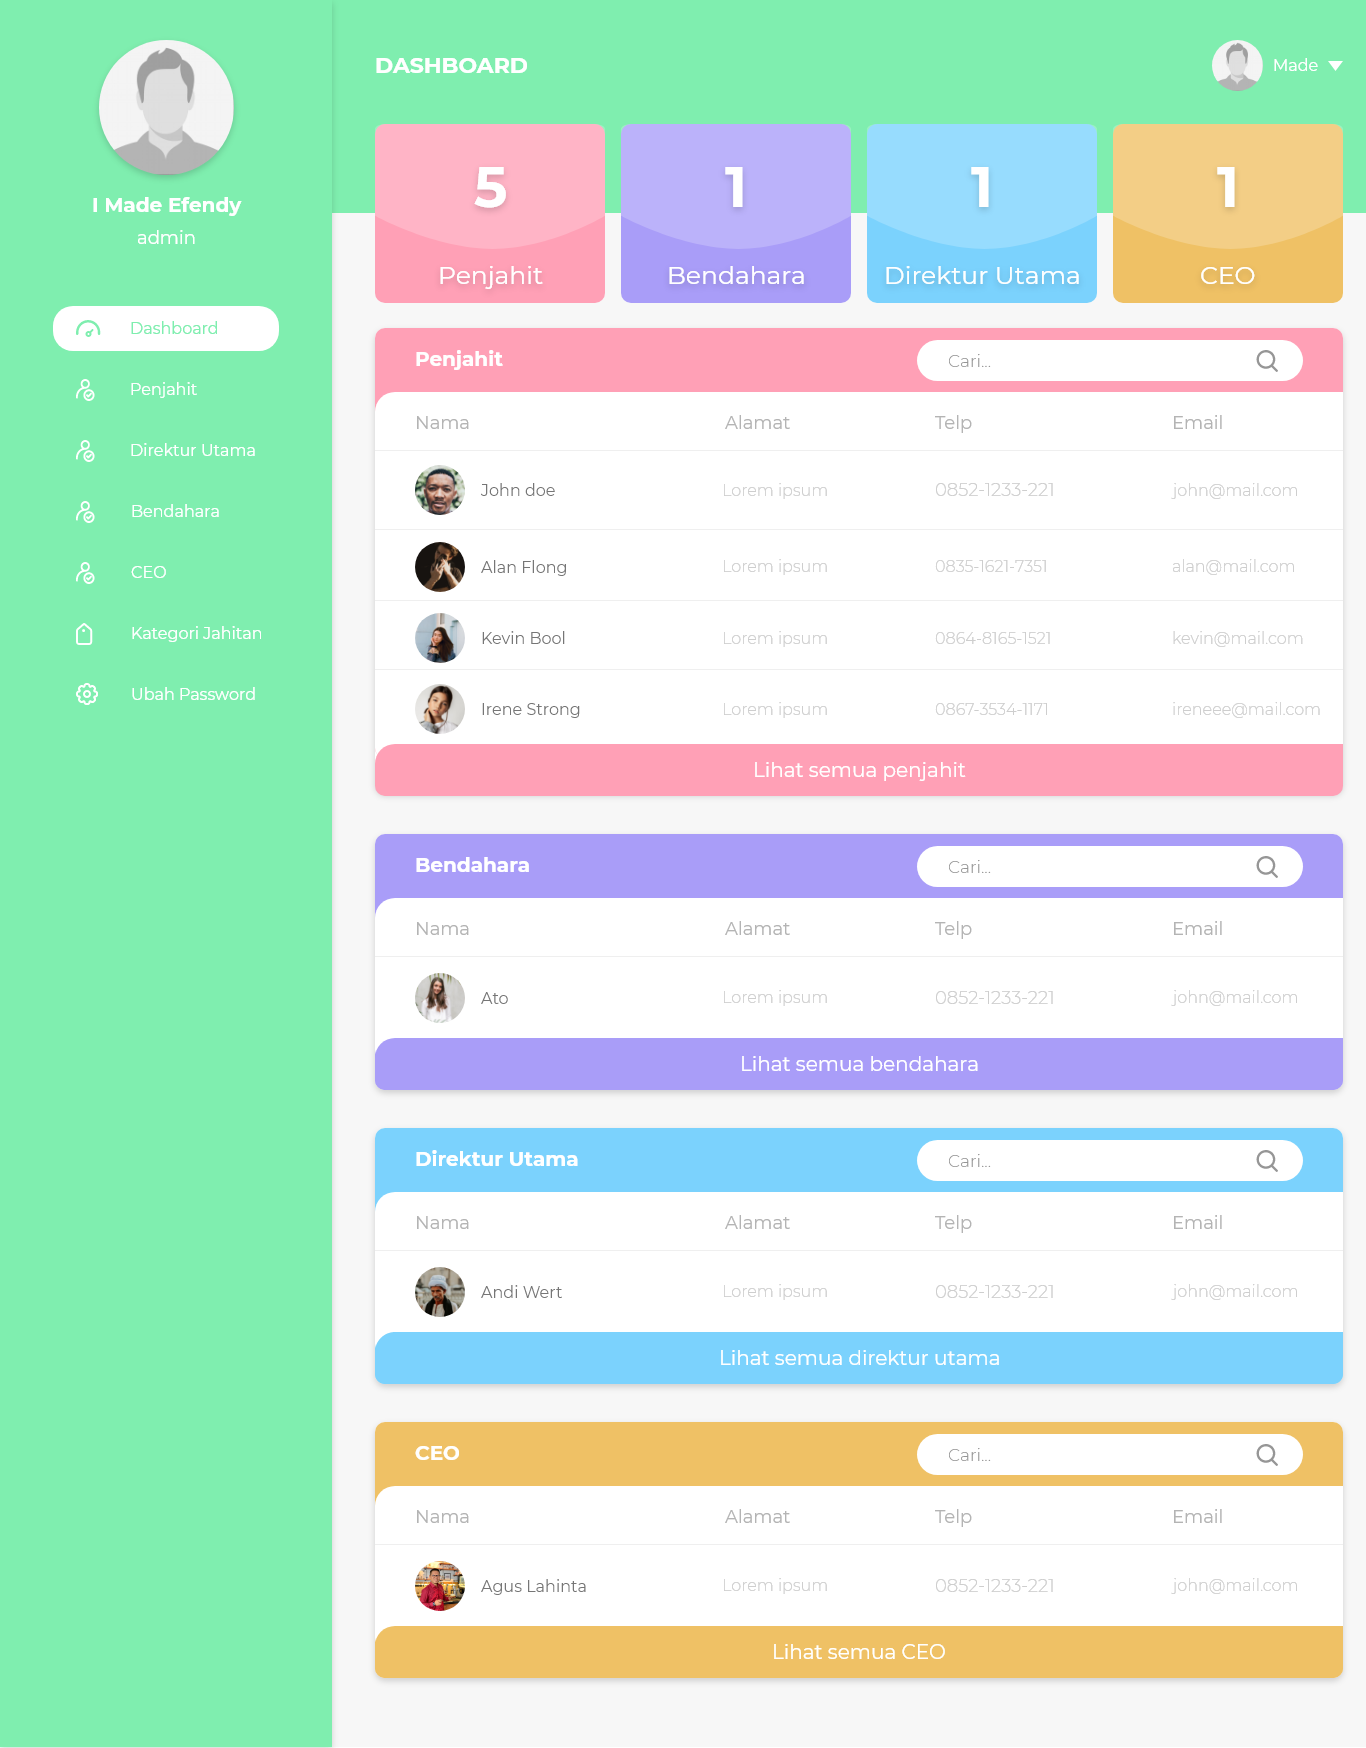 I Made Efendy
admin
Dashboard
Penjahit
Direktur Utama
Bendahara
CEO
Kategori Jahitan
Ubah Password
DASHBOARD
Made
5
Penjahit
1
Bendahara
1
Direktur Utama
1
CEO
Penjahit
Cari...
Nama Alamat Telp Email
John doe Lorem ipsum 0852-1233-221 john@mail.com
Alan Flong Lorem ipsum 0835-1621-7351 alan@mail.com
Kevin Bool Lorem ipsum 0864-8165-1521 kevin@mail.com
Irene Strong Lorem ipsum 0867-3534-1171 ireneee@mail.com
Lihat semua penjahit
Bendahara
Cari...
Nama Alamat Telp Email
Ato Lorem ipsum 0852-1233-221 john@mail.com
Lihat semua bendahara
Direktur Utama
Cari...
Nama Alamat Telp Email
Andi Wert Lorem ipsum 0852-1233-221 john@mail.com
Lihat semua direktur utama
CEO
Cari...
Nama Alamat Telp Email
Agus Lahinta Lorem ipsum 0852-1233-221 john@mail.com
Lihat semua CEO